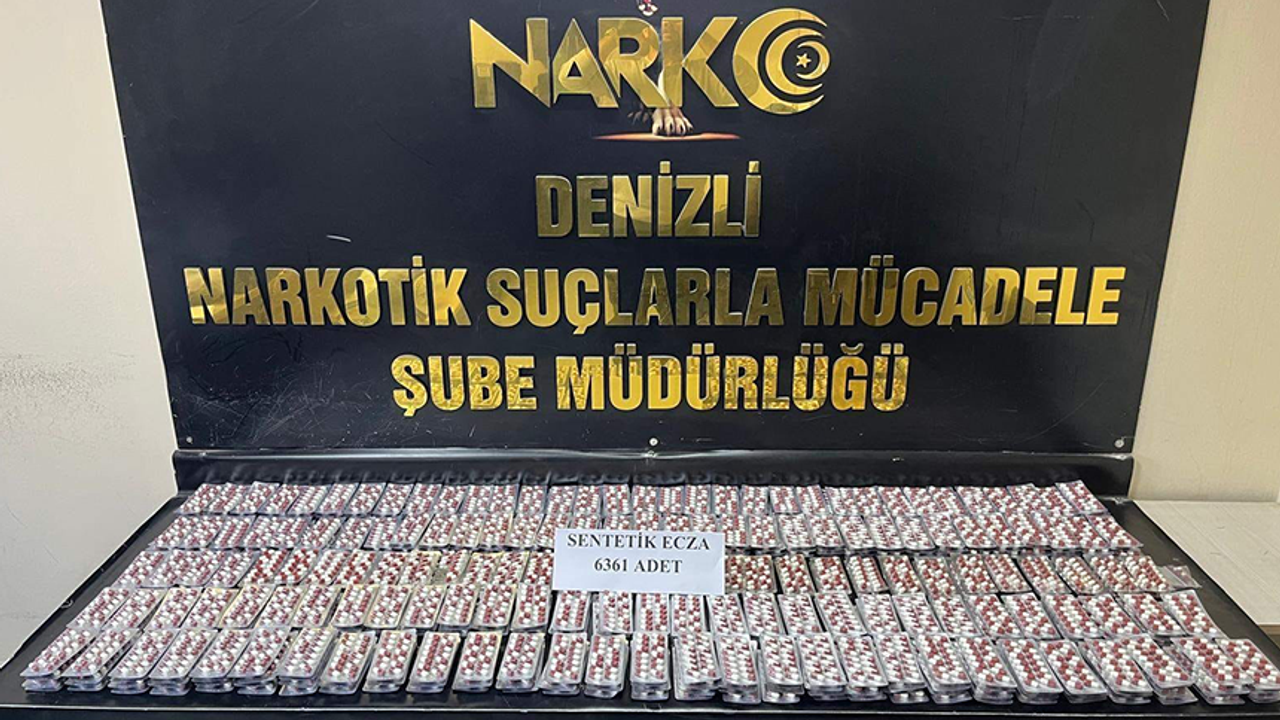 NARKO
DENİZLİ
NARKOTİK SUÇLARLA MÜCADELE
ŞUBE MÜDÜRLÜĞÜ
SENTETİK ECZA
6361 ADET